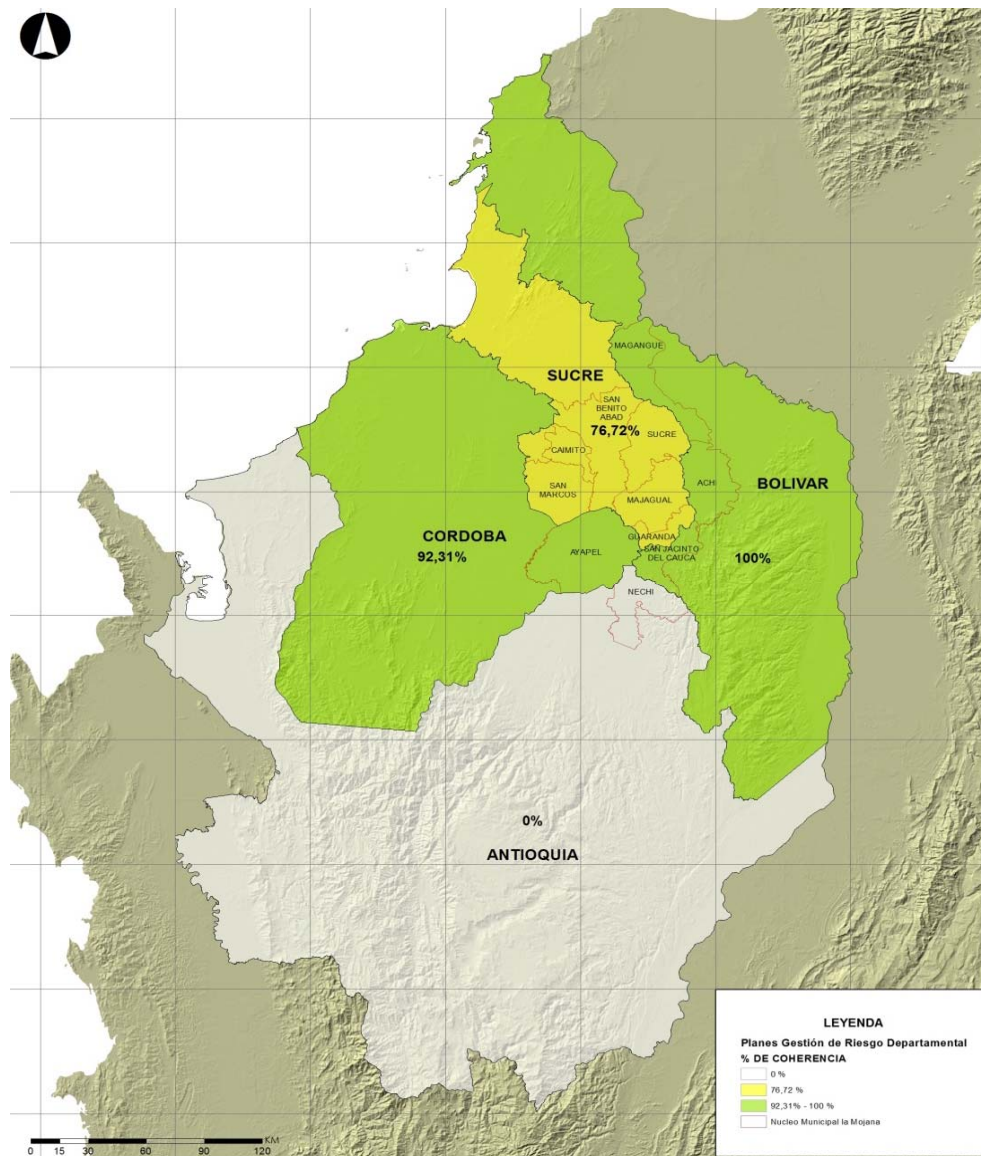 MAGANGUE
SUCRE
SAN
BENITO
ABAD
76,72%
SUCRE
CAIMITO
ACHI
BOLIVAR
SAN
MARCOS
MAJAGUAL
CORDOBA
GUARANDA
92,31%
AYAPEL
SAN JACINTO
DEL CAUCA
100%
NECHI
0%
ANTIOQUIA
LEYENDA
Planes Gestión de Riesgo Departamental
% DE COHERENCIA
0 %
76,72 %
92,31% - 100 %
Nucleo Municipal la Mojana
KM
0 15 30 60 90 120